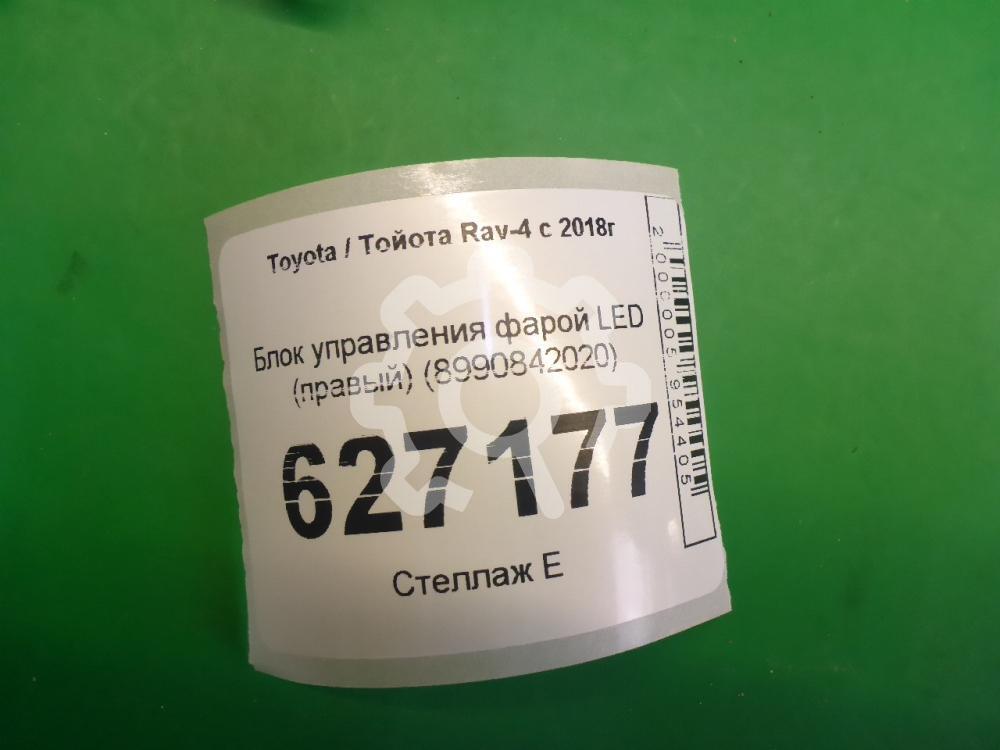 Toyota / Тойота Rav-4 с 2018г
Блок управления фарой LED
(правый) (8990842020)
627177
Стеллаж Е
2000005954405